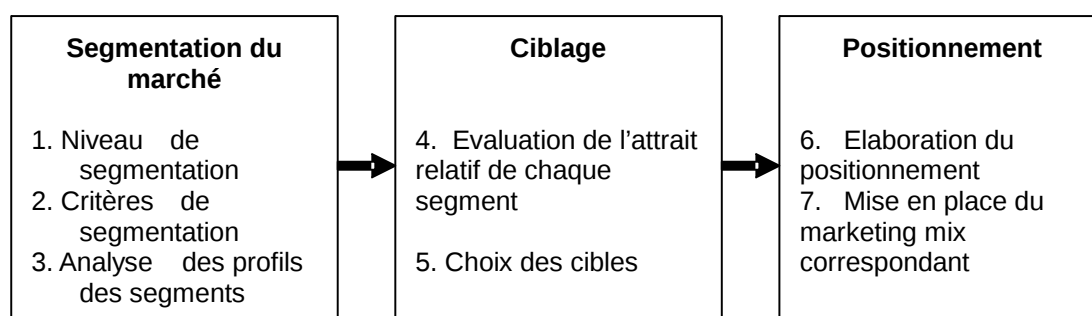 Segmentation du
marché
1. Niveau de
segmentation
2. Critères de
segmentation
3. Analyse des profils
des segments
Ciblage
4. Evaluation de l’attrait
relatif de chaque
segment
5. Choix des cibles
Positionnement
6. Elaboration du
positionnement
7. Mise en place du
marketing mix
correspondant